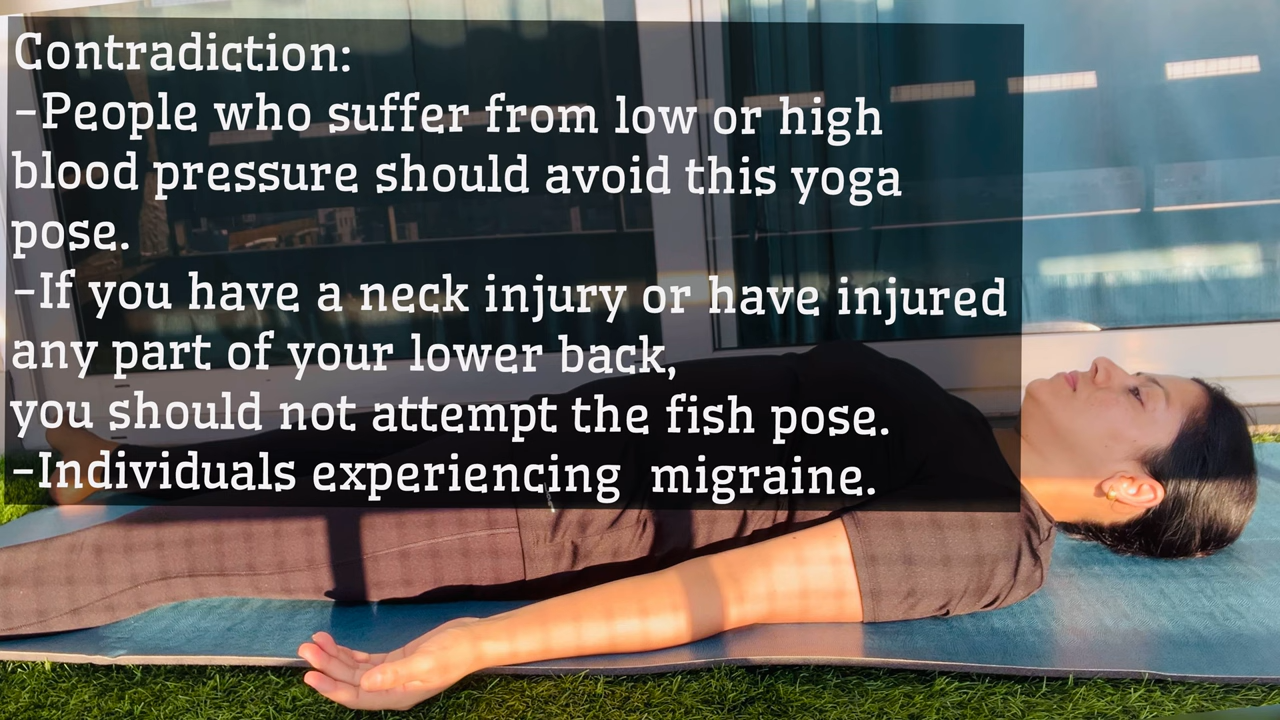 Contradiction:
-People who suffer from low or high
blood pressure should avoid this yoga
pose.
-If you have a neck injury or have injured
any part of your lower back,
you should not attempt the fish pose.
-Individuals experiencing  migraine.